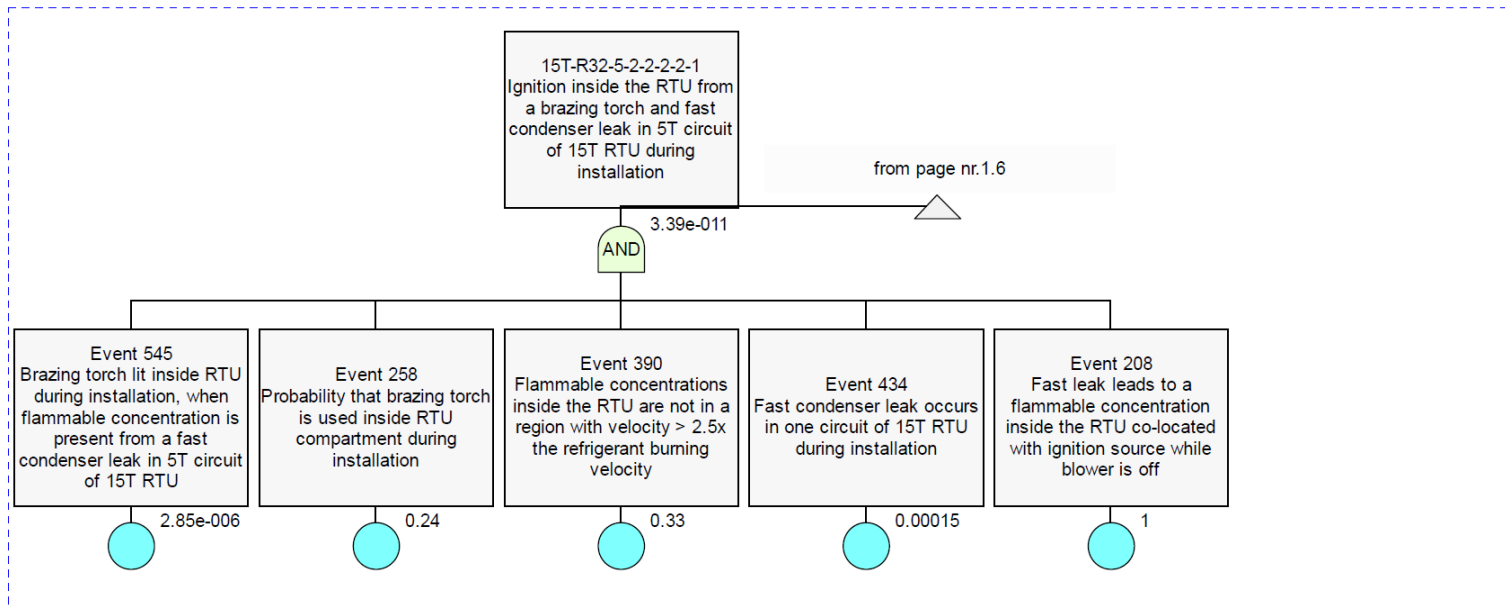 15T-R32-5-2-2-2-2-1
Ignition inside the RTU from
a brazing torch and fast
condenser leak in 5T circuit
of 15T RTU during
installation
from page nr.1.6
3.39e-011
AND
Event 545
Brazing torch lit inside RTU
during installation, when
flammable concentration is
present from a fast
condenser leak in 5T circuit
of 15T RTU
2.85e-006
Event 258
Probability that brazing torch
is used inside RTU
compartment during
installation
0.24
Event 390
Flammable concentrations
inside the RTU are not in a
region with velocity > 2.5x
the refrigerant burning
velocity
0.33
Event 434
Fast condenser leak occurs
in one circuit of 15T RTU
during installation
0.00015
Event 208
Fast leak leads to a
flammable concentration
inside the RTU co-located
with ignition source while
blower is off
1